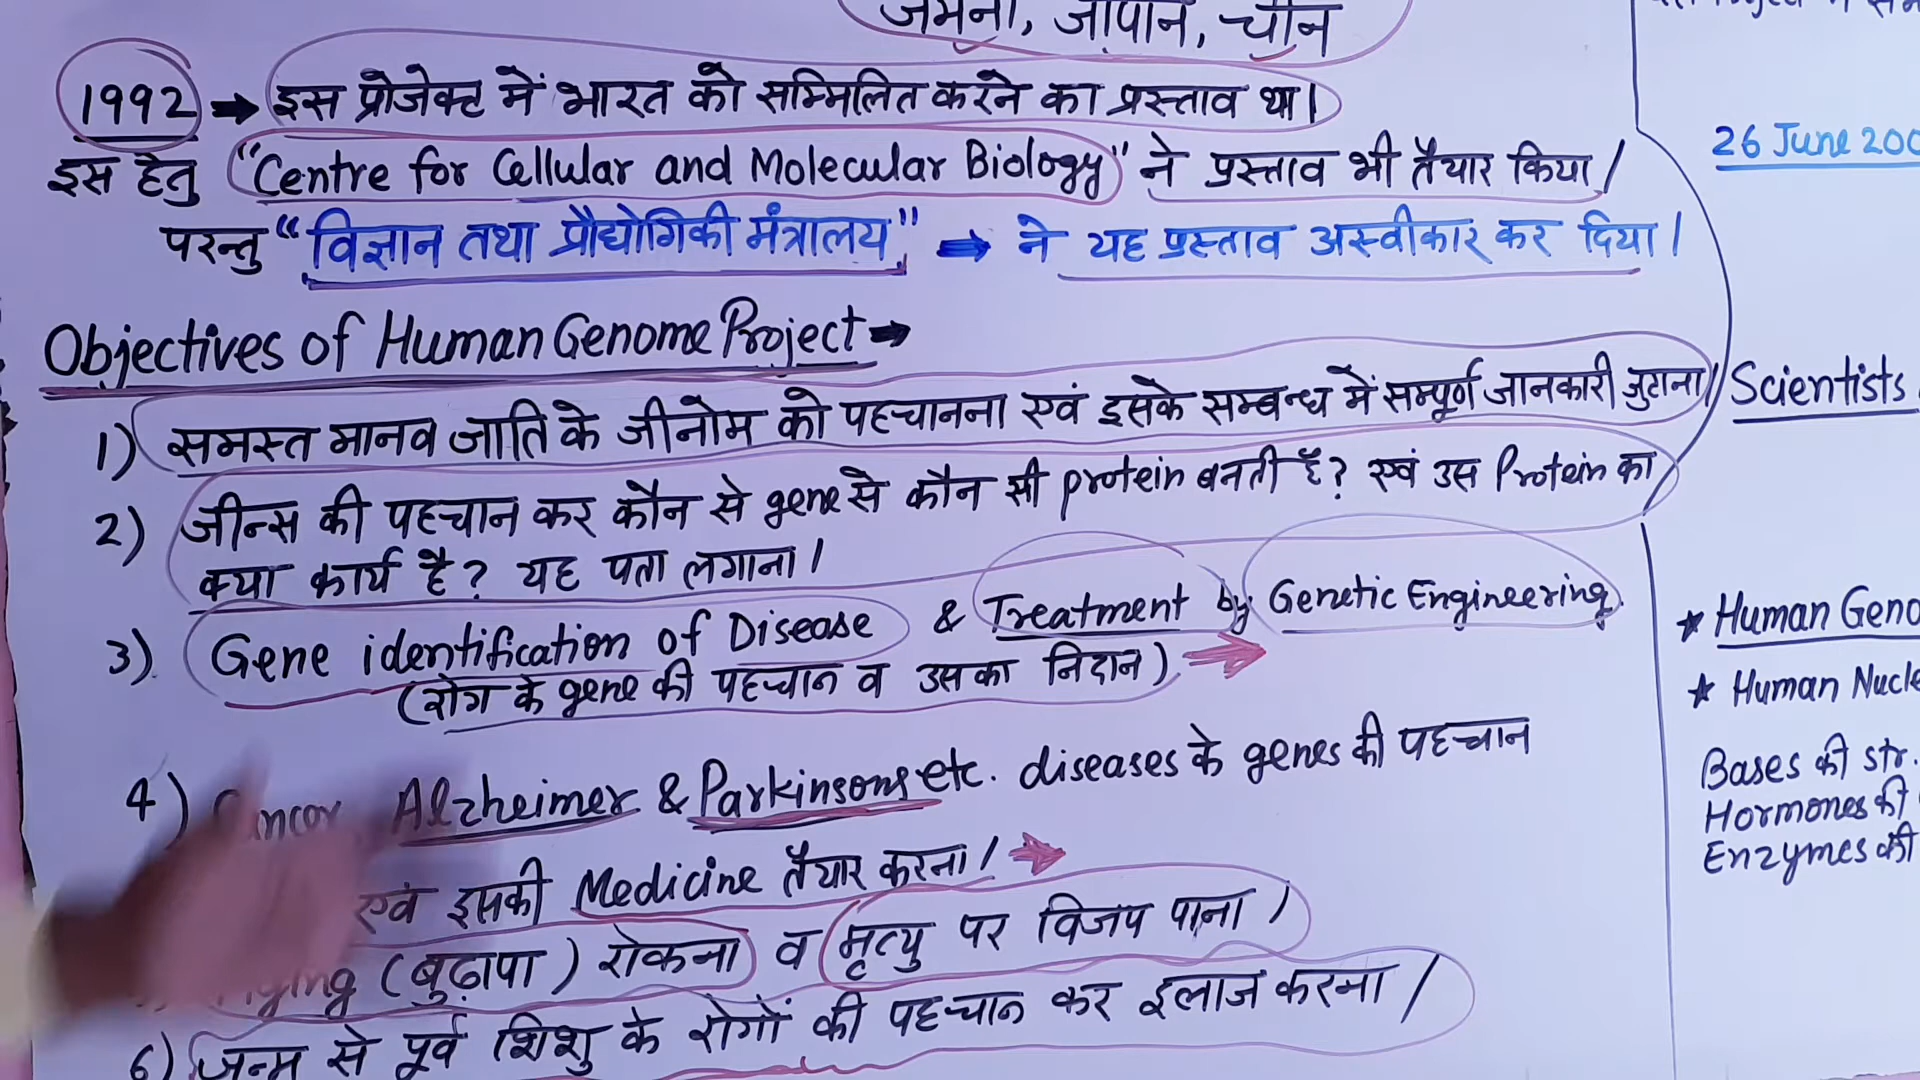 जर्मनी, जापान, चीन
1992 → इस प्रोजेक्ट में भारत को सम्मिलित करने का प्रस्ताव था।
इस हेतु "Centre for Cellular and Molecular Biology" ने प्रस्ताव भी तैयार किया।
परन्तु "विज्ञान तथा प्रौद्योगिकी मंत्रालय" → ने यह प्रस्ताव अस्वीकार कर दिया।
Objectives of Human Genome Project →
1) समस्त मानव जाति के जीनोम को पहचानना एवं इसके सम्बन्ध में सम्पूर्ण जानकारी जुटाना।
2) जीन्स की पहचान कर कौन से gene से कौन सी protein बनती है? एवं उस Protein का
क्या कार्य है? यह पता लगाना।
3) Gene identification of Disease & Treatment by Genetic Engineering.
(रोग के gene की पहचान व उसका निदान) →
4) Cancer, Alzheimer & Parkinsons etc. diseases के genes की पहचान
एवं इसकी Medicine तैयार करना। →
(बुढ़ापा) रोकना व मृत्यु पर विजय पाना।
6) जन्म से पूर्व शिशु के रोगों की पहचान कर इलाज करना।
26 June 200
Scientists
★ Human Geno
★ Human Nucle
Bases की str.
Hormones की
Enzymes की